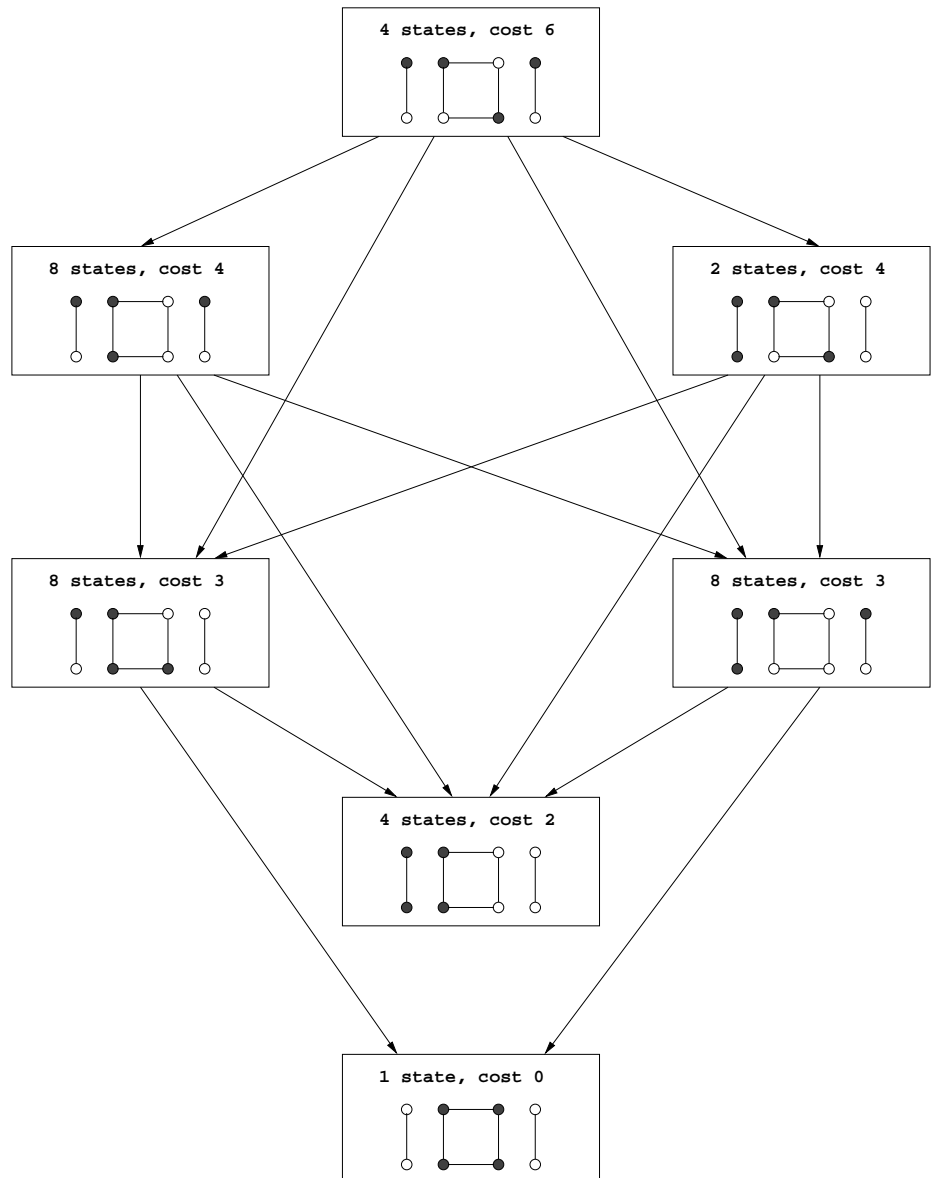 4 states, cost 6
8 states, cost 4
2 states, cost 4
8 states, cost 3
8 states, cost 3
4 states, cost 2
1 state, cost 0